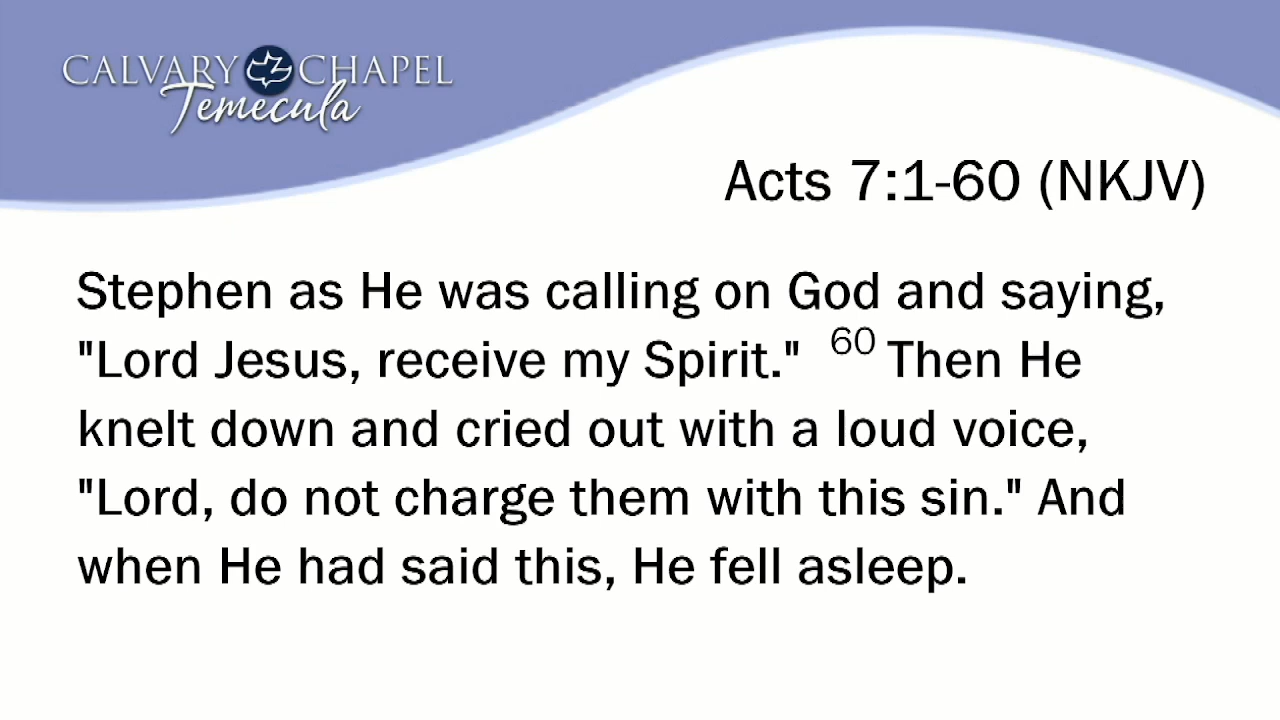 CALVARY CHAPEL
Temecula
Acts 7:1-60 (NKJV)
Stephen as He was calling on God and saying,
"Lord Jesus, receive my Spirit." 60 Then He
knelt down and cried out with a loud voice,
"Lord, do not charge them with this sin." And
when He had said this, He fell asleep.